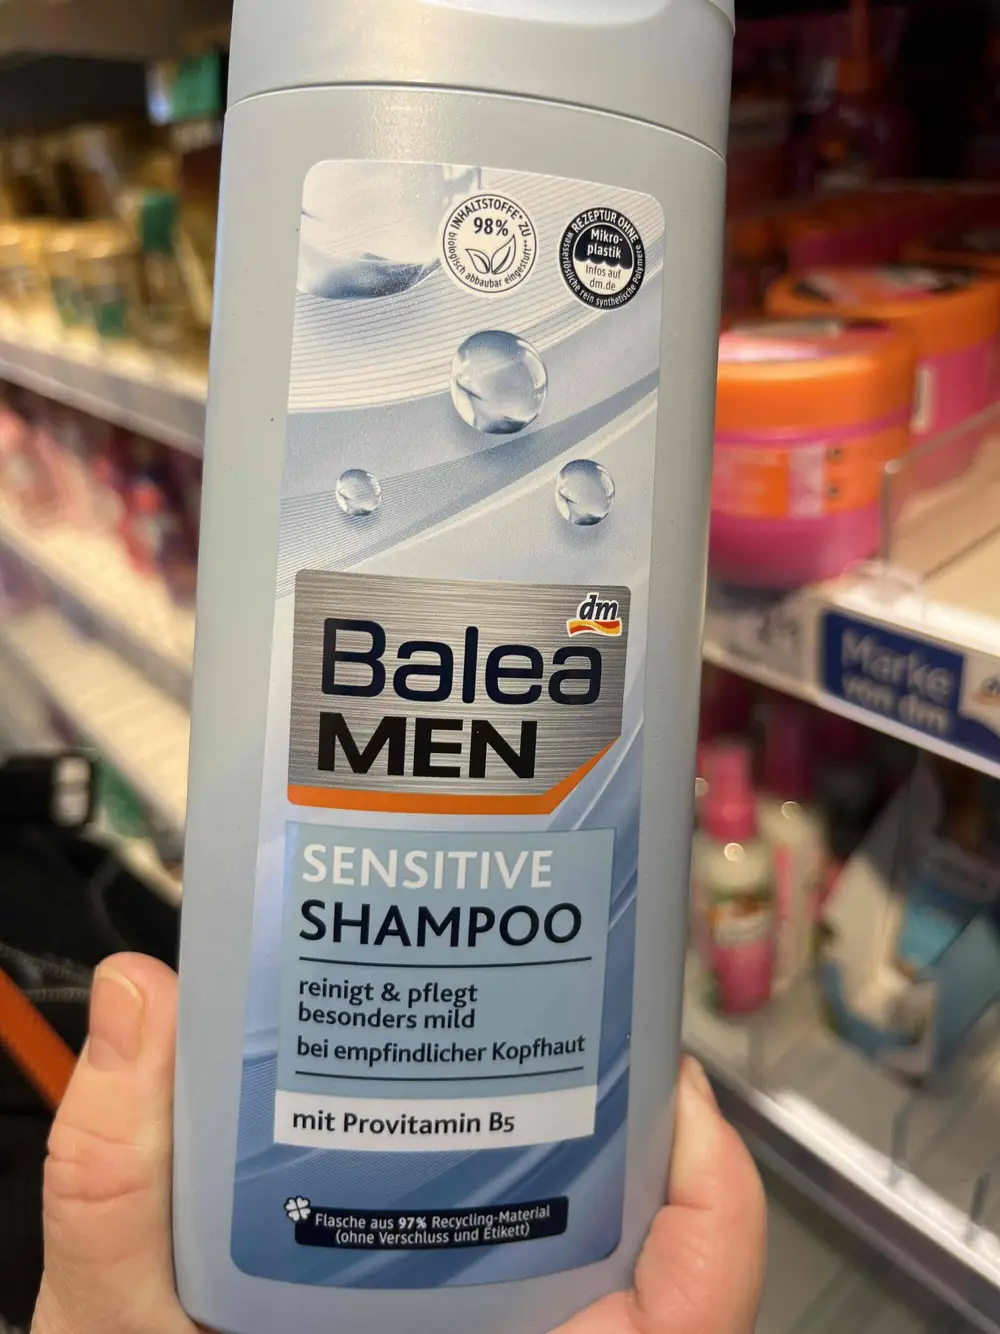 INHALTSTOFFE* ZU
98%
biologisch abbaubar eingestuft**
REZEPTUR OHNE
Mikro-
plastik
Infos auf
dm.de
wasserlösliche rein synthetische Polymere
dm
Balea
MEN
SENSITIVE
SHAMPOO
reinigt & pflegt
besonders mild
bei empfindlicher Kopfhaut
mit Provitamin B5
Flasche aus 97% Recycling-Material
(ohne Verschluss und Etikett)
Marke
von dm